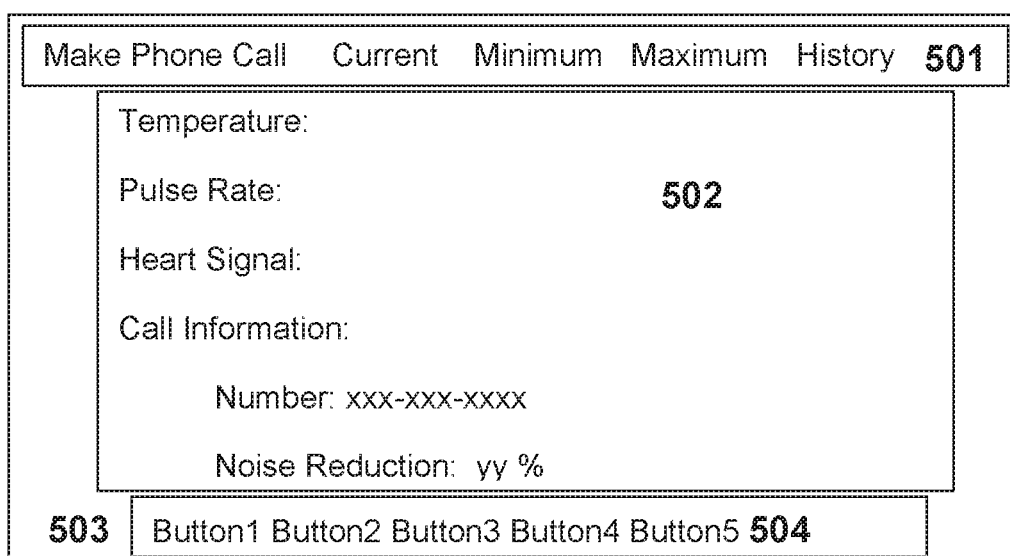 Make Phone Call Current Minimum Maximum History 501
Temperature:
Pulse Rate: 502
Heart Signal:
Call Information:
Number: xxx-xxx-xxxx
Noise Reduction: yy %
503 Button1 Button2 Button3 Button4 Button5 504